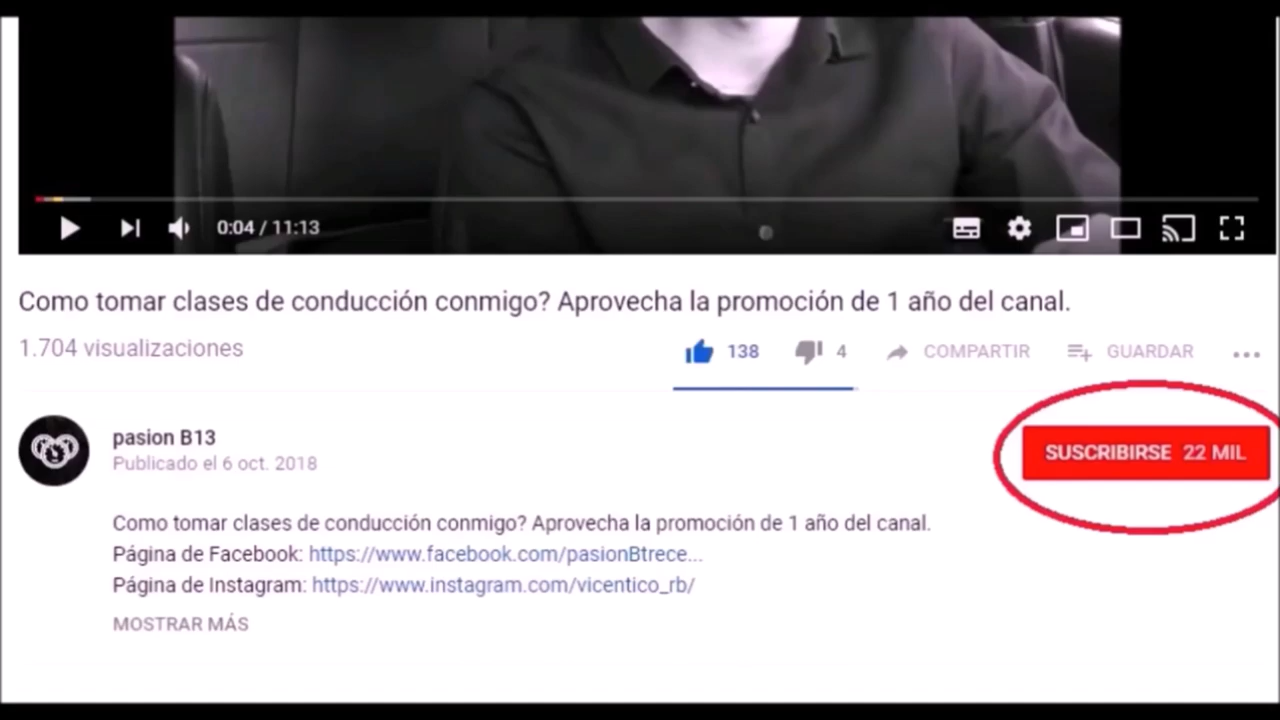 0:04 / 11:13
Como tomar clases de conducción conmigo? Aprovecha la promoción de 1 año del canal.
1.704 visualizaciones
138
4
COMPARTIR
GUARDAR
pasion B13
Publicado el 6 oct. 2018
SUSCRIBIRSE 22 MIL
Como tomar clases de conducción conmigo? Aprovecha la promoción de 1 año del canal.
Página de Facebook: https://www.facebook.com/pasionBtrece...
Página de Instagram: https://www.instagram.com/vicentico_rb/
MOSTRAR MÁS